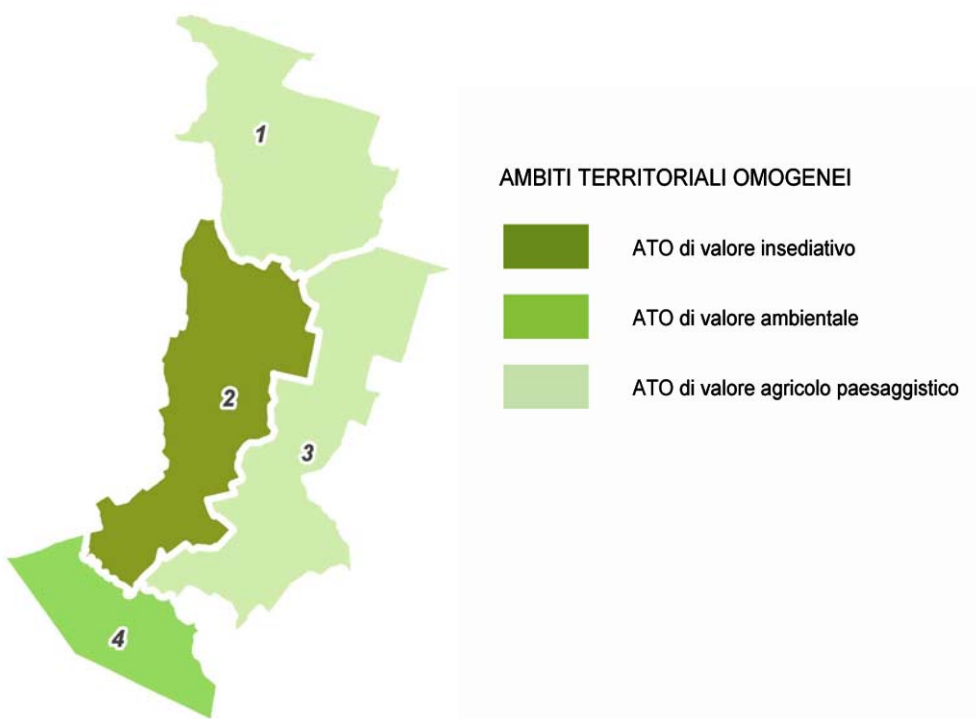 1
2
3
4
AMBITI TERRITORIALI OMOGENEI
ATO di valore insediativo
ATO di valore ambientale
ATO di valore agricolo paesaggistico